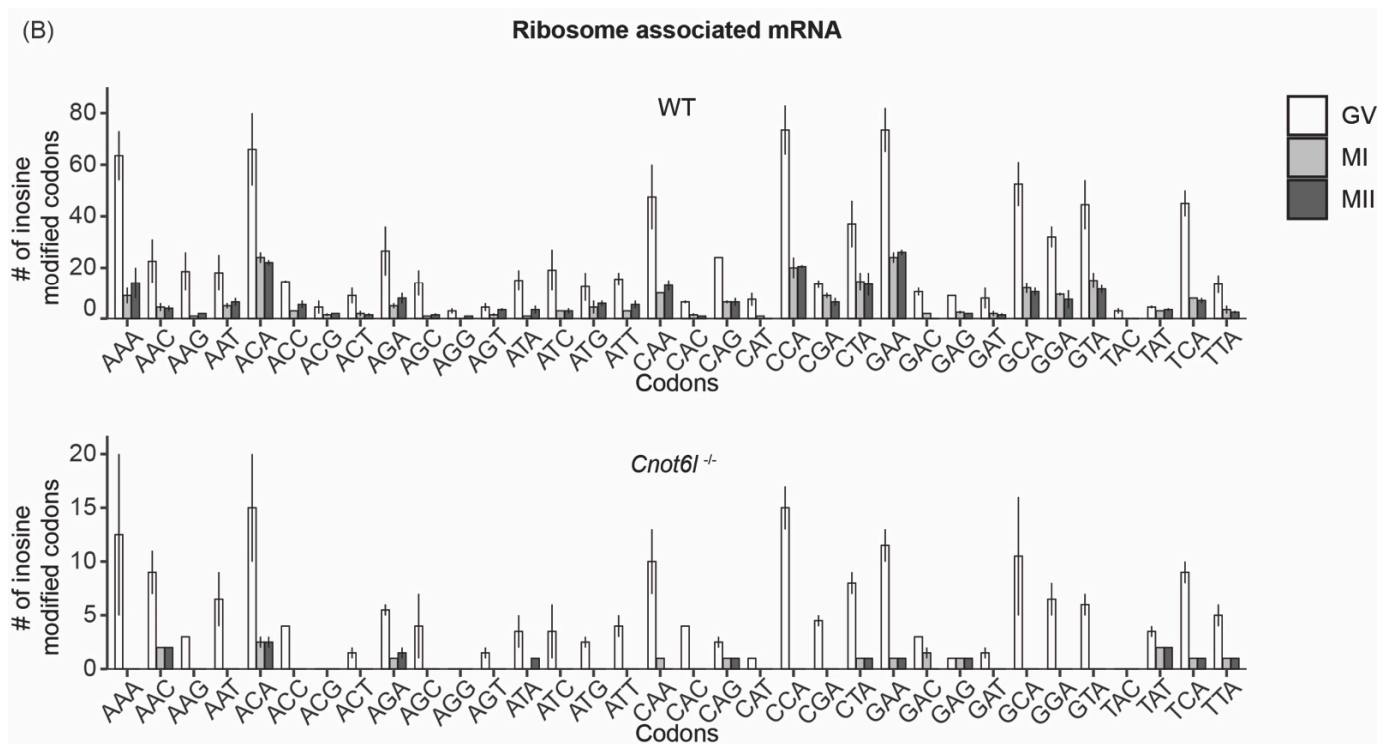 (B)
Ribosome associated mRNA
WT
GV
MI
MII
# of inosine
modified codons
80
60
40
20
0
AAA AAC AAG AAT ACA ACC ACG ACT AGA AGC AGG AGT ATA ATC ATG ATT CAA CAC CAG CAT CCA CGA CTA GAA GAC GAG GAT GCA GGA GTA TAC TAT TCA TTA
Codons
Cnot6l -/-
# of inosine
modified codons
20
15
10
5
0
AAA AAC AAG AAT ACA ACC ACG ACT AGA AGC AGG AGT ATA ATC ATG ATT CAA CAC CAG CAT CCA CGA CTA GAA GAC GAG GAT GCA GGA GTA TAC TAT TCA TTA
Codons